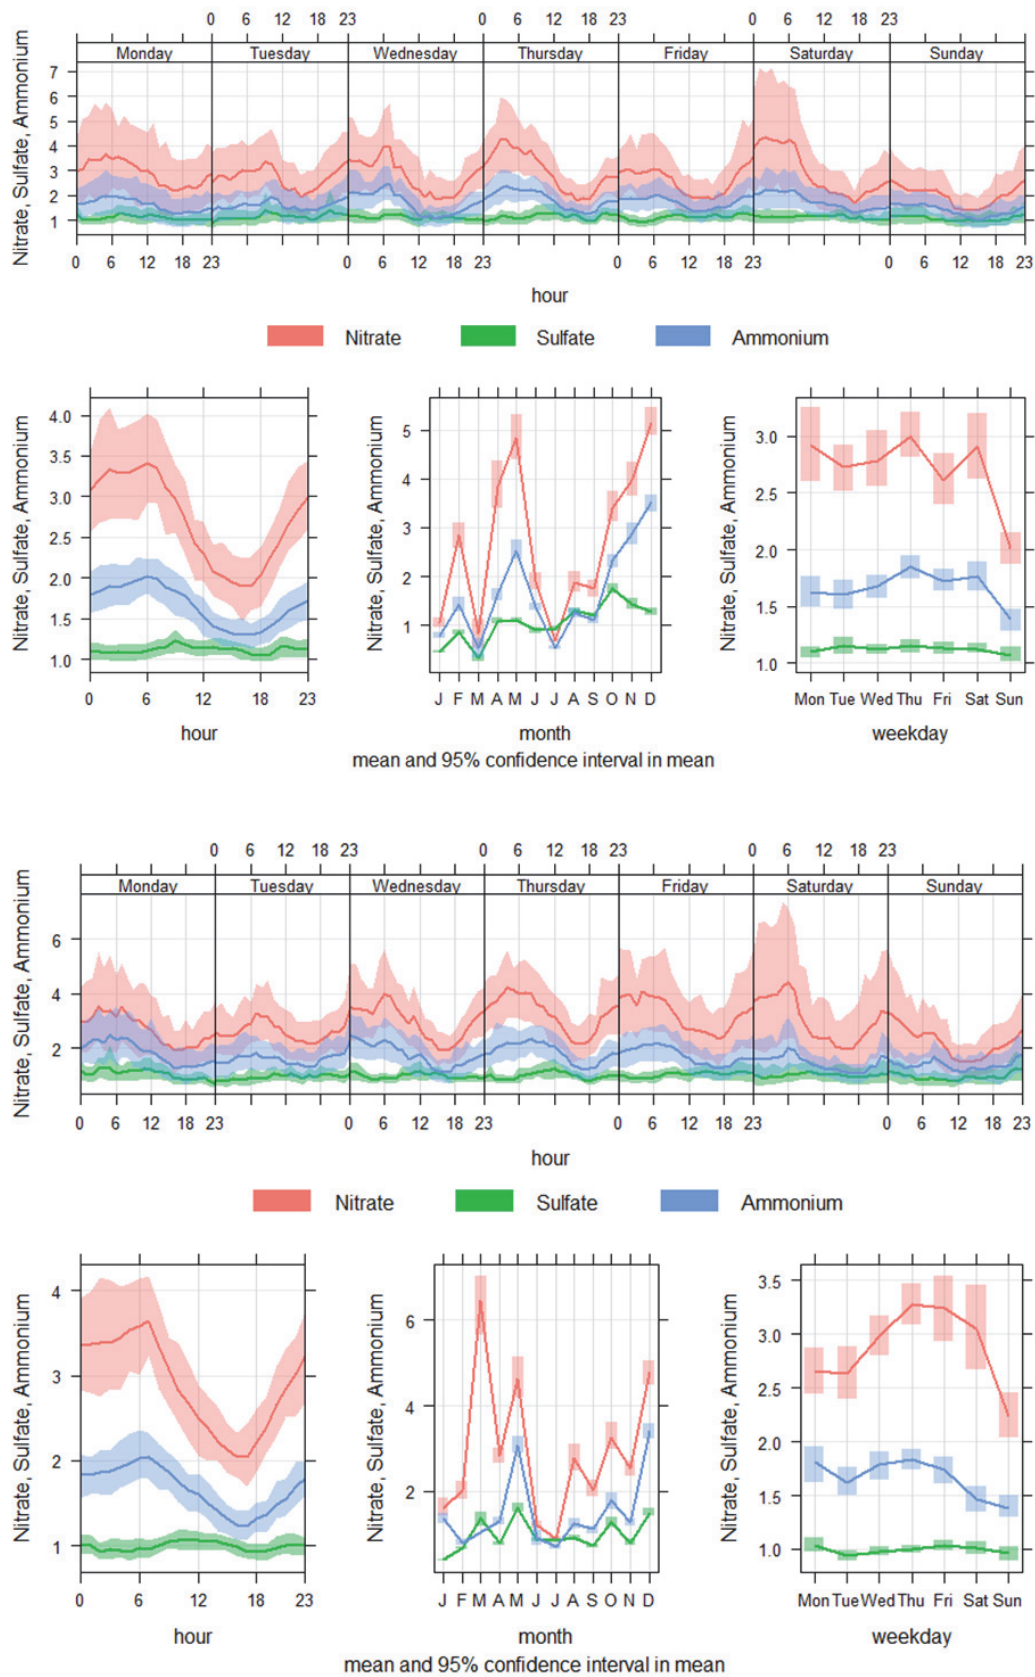 0 6 12 18 23 0 6 12 18 23 0 6 12 18 23
Monday Tuesday Wednesday Thursday Friday Saturday Sunday
Nitrate, Sulfate, Ammonium
7
6
5
4
3
2
1
0 6 12 18 23 0 6 12 18 23 0 6 12 18 23 0 6 12 18 23
hour
Nitrate Sulfate Ammonium
Nitrate, Sulfate, Ammonium
4.0
3.5
3.0
2.5
2.0
1.5
1.0
0 6 12 18 23
hour
Nitrate, Sulfate, Ammonium
5
4
3
2
1
J F M A M J J A S O N D
month
Nitrate, Sulfate, Ammonium
3.0
2.5
2.0
1.5
1.0
Mon Tue Wed Thu Fri Sat Sun
weekday
mean and 95% confidence interval in mean
0 6 12 18 23 0 6 12 18 23 0 6 12 18 23
Monday Tuesday Wednesday Thursday Friday Saturday Sunday
Nitrate, Sulfate, Ammonium
6
4
2
0 6 12 18 23 0 6 12 18 23 0 6 12 18 23 0 6 12 18 23
hour
Nitrate Sulfate Ammonium
Nitrate, Sulfate, Ammonium
4
3
2
1
0 6 12 18 23
hour
Nitrate, Sulfate, Ammonium
6
4
2
J F M A M J J A S O N D
month
Nitrate, Sulfate, Ammonium
3.5
3.0
2.5
2.0
1.5
1.0
Mon Tue Wed Thu Fri Sat Sun
weekday
mean and 95% confidence interval in mean